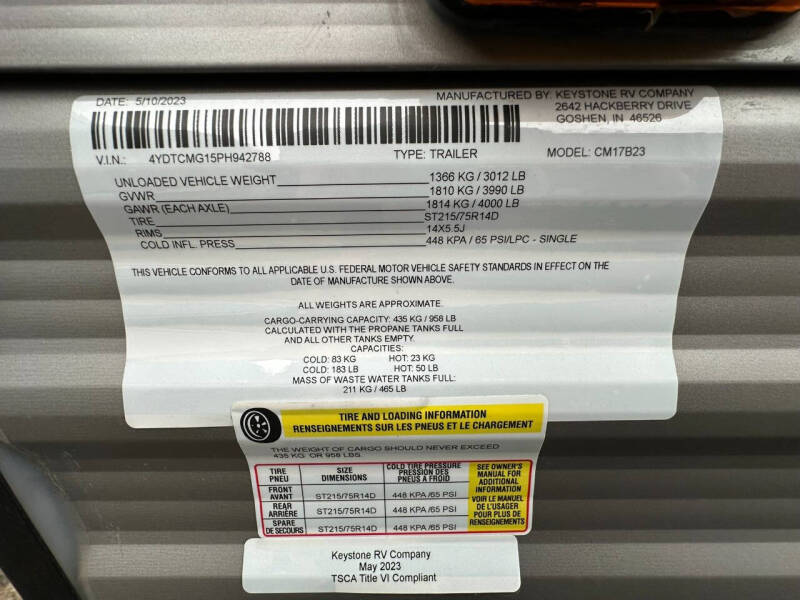 DATE: 5/10/2023
MANUFACTURED BY: KEYSTONE RV COMPANY
2642 HACKBERRY DRIVE
GOSHEN, IN 46526
V.I.N.: 4YDTCMG15PH942788 TYPE: TRAILER MODEL: CM17B23
UNLOADED VEHICLE WEIGHT 1366 KG / 3012 LB
GVWR 1810 KG / 3990 LB
GAWR (EACH AXLE) 1814 KG / 4000 LB
TIRE ST215/75R14D
RIMS 14X5.5J
COLD INFL. PRESS 448 KPA / 65 PSI/LPC - SINGLE
THIS VEHICLE CONFORMS TO ALL APPLICABLE U.S. FEDERAL MOTOR VEHICLE SAFETY STANDARDS IN EFFECT ON THE
DATE OF MANUFACTURE SHOWN ABOVE.
ALL WEIGHTS ARE APPROXIMATE.
CARGO-CARRYING CAPACITY: 435 KG / 958 LB
CALCULATED WITH THE PROPANE TANKS FULL
AND ALL OTHER TANKS EMPTY.
CAPACITIES:
COLD: 83 KG HOT: 23 KG
COLD: 183 LB HOT: 50 LB
MASS OF WASTE WATER TANKS FULL:
211 KG / 465 LB
TIRE AND LOADING INFORMATION
RENSEIGNEMENTS SUR LES PNEUS ET LE CHARGEMENT
THE WEIGHT OF CARGO SHOULD NEVER EXCEED
435 KG OR 958 LBS.
TIRE
PNEU
SIZE
DIMENSIONS
COLD TIRE PRESSURE
PRESSION DES
PNEUS A FROID
FRONT
AVANT
ST215/75R14D 448 KPA /65 PSI
REAR
ARRIÈRE
ST215/75R14D 448 KPA /65 PSI
SPARE
DE SECOURS
ST215/75R14D 448 KPA /65 PSI
SEE OWNER'S
MANUAL FOR
ADDITIONAL
INFORMATION
VOIR LE MANUEL
DE L'USAGER
POUR PLUS DE
RENSEIGNEMENTS
Keystone RV Company
May 2023
TSCA Title VI Compliant